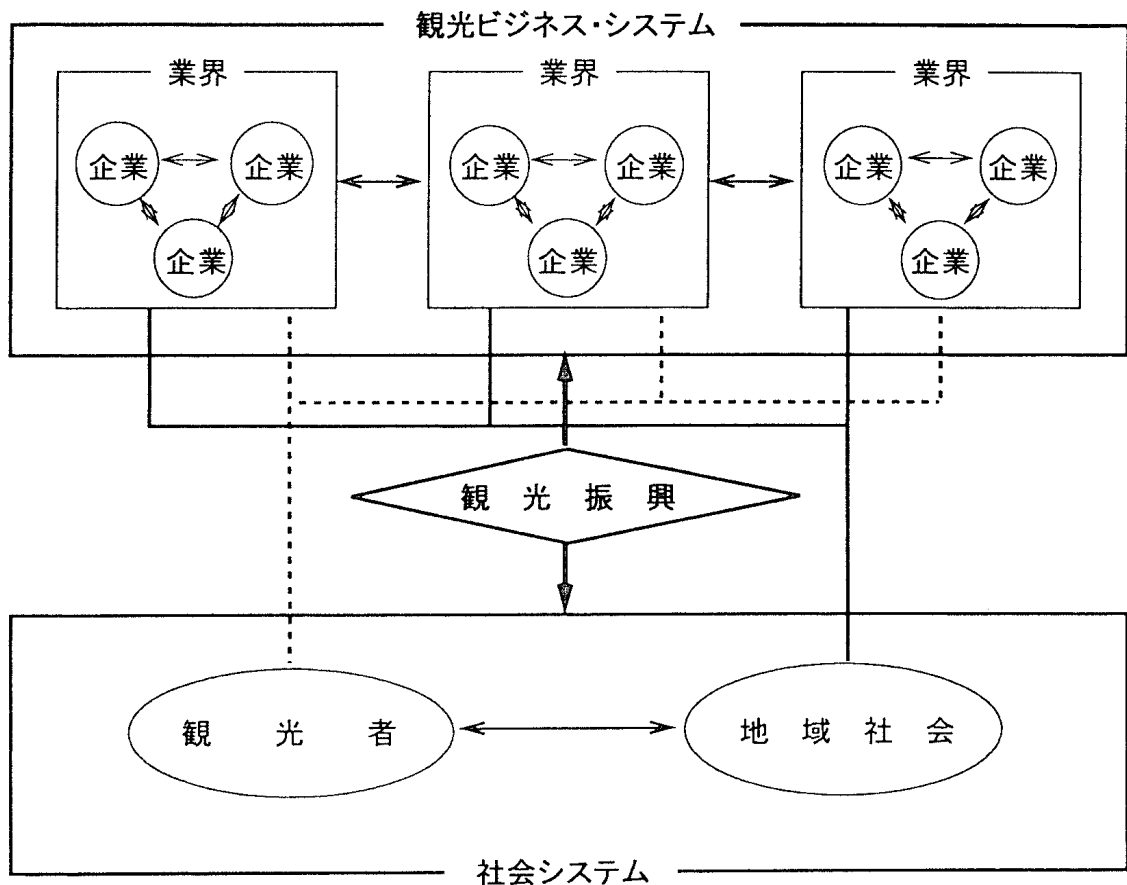 観光ビジネス・システム
業界
業界
業界
企業
企業
企業
企業
企業
企業
企業
企業
企業
観光振興
観光者
地域社会
社会システム